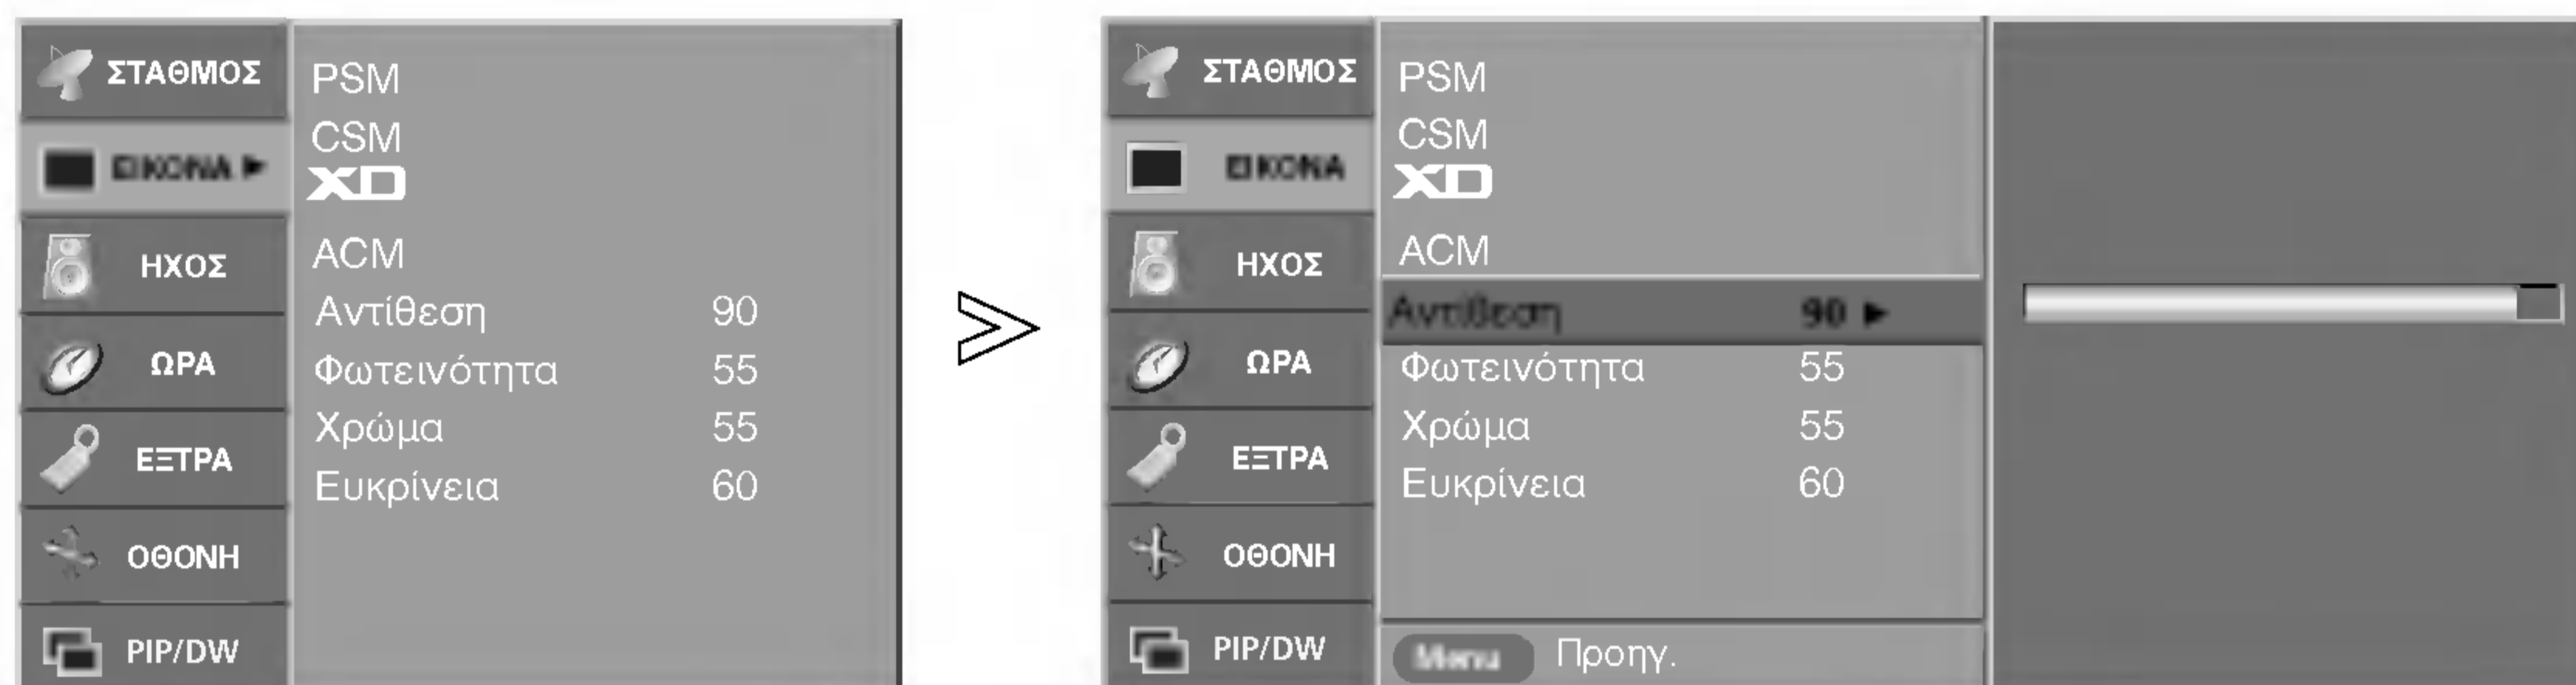 ΣΤΑΘΜΟΣ
ΕΙΚΟΝΑ ►
ΗΧΟΣ
ΩΡΑ
ΕΞΤΡΑ
ΟΘΟΝΗ
PIP/DW
PSM
CSM
XD
ACM
Αντίθεση 90
Φωτεινότητα 55
Χρώμα 55
Ευκρίνεια 60
>
ΣΤΑΘΜΟΣ
ΕΙΚΟΝΑ
ΗΧΟΣ
ΩΡΑ
ΕΞΤΡΑ
ΟΘΟΝΗ
PIP/DW
PSM
CSM
XD
ACM
Αντίθεση 90 ►
Φωτεινότητα 55
Χρώμα 55
Ευκρίνεια 60
Menu Προηγ.